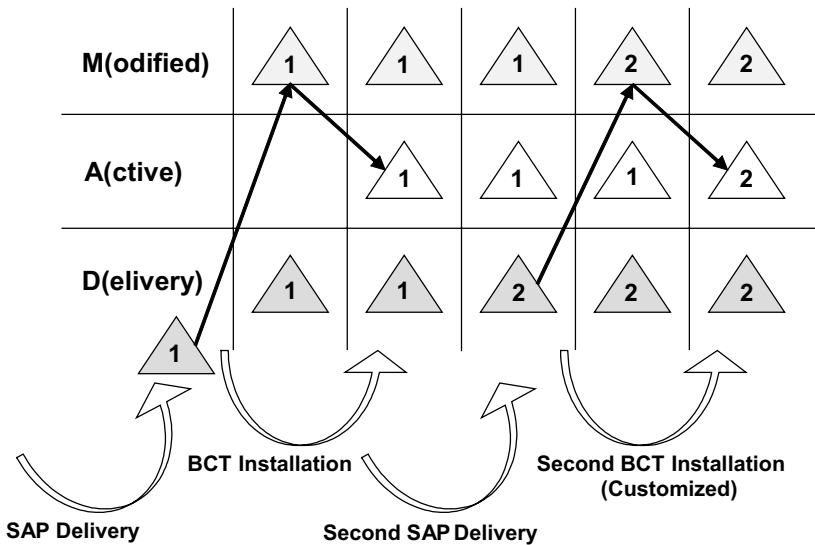 M(odified)
1
1
1
2
2
A(ctive)
1
1
1
2
D(elivery)
1
1
2
2
2
1
BCT Installation
Second BCT Installation
(Customized)
SAP Delivery
Second SAP Delivery